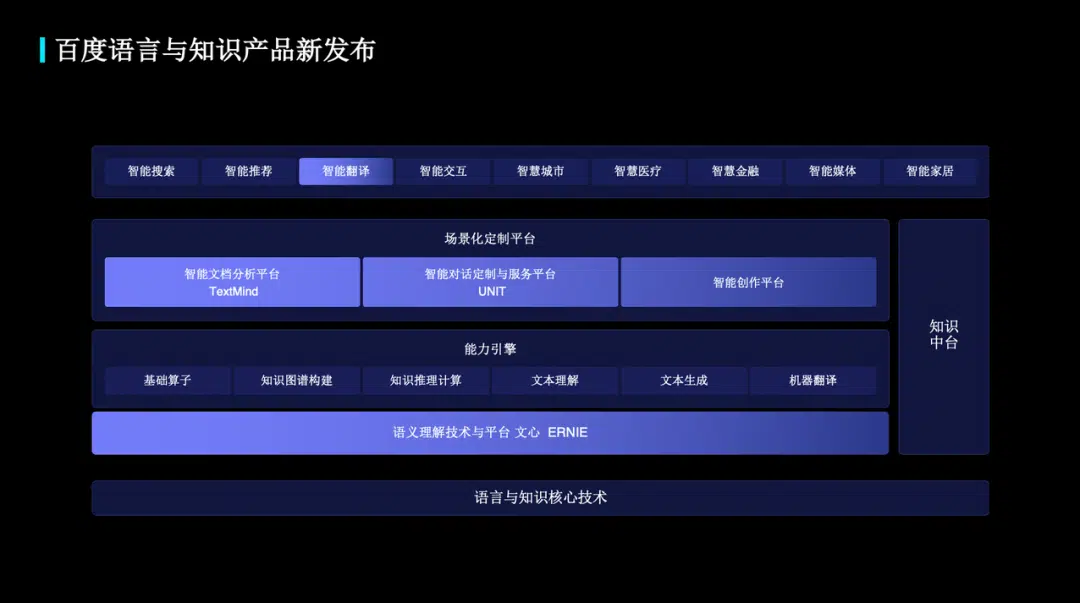 百度语言与知识产品新发布
智能搜索 智能推荐 智能翻译 智能交互 智慧城市 智慧医疗 智慧金融 智能媒体 智能家居
场景化定制平台
智能文档分析平台
TextMind
智能对话定制与服务平台
UNIT
智能创作平台
能力引擎
基础算子 知识图谱构建 知识推理计算 文本理解 文本生成 机器翻译
语义理解技术与平台 文心 ERNIE
知识
中台
语言与知识核心技术